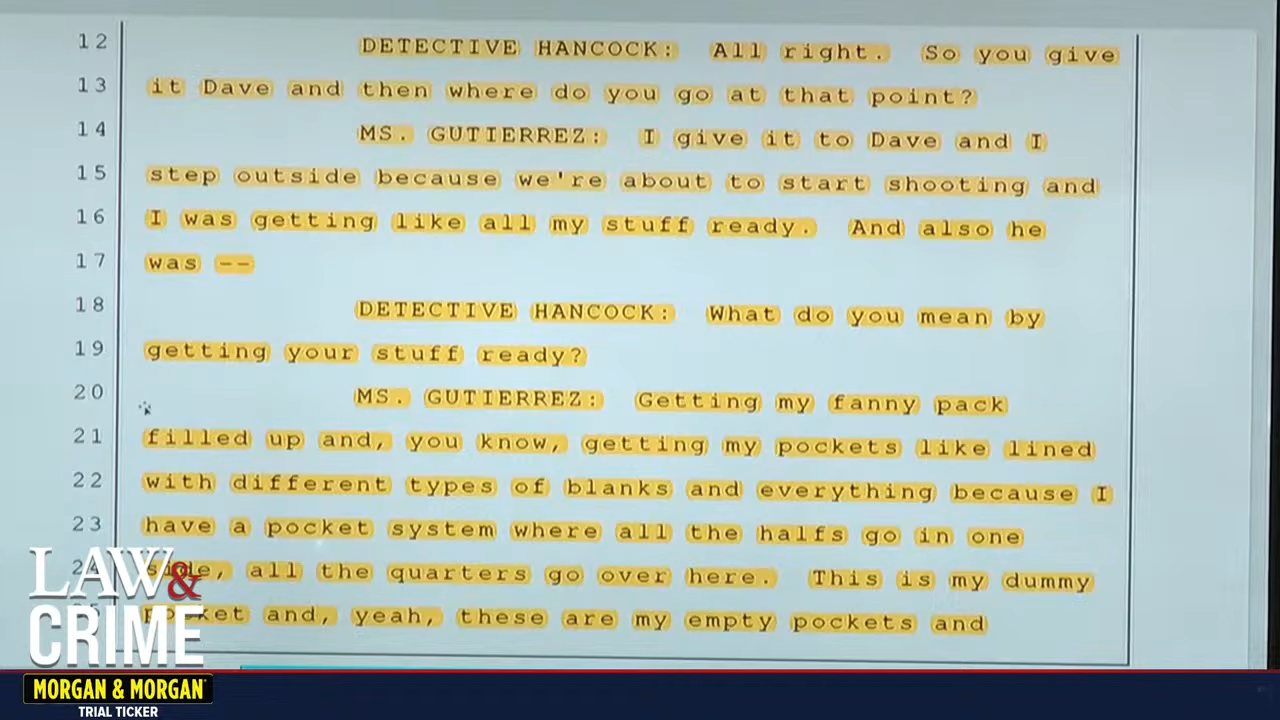 12 DETECTIVE HANCOCK: All right. So you give
13 it Dave and then where do you go at that point?
14 MS. GUTIERREZ: I give it to Dave and I
15 step outside because we're about to start shooting and
16 I was getting like all my stuff ready. And also he
17 was --
18 DETECTIVE HANCOCK: What do you mean by
19 getting your stuff ready?
20 MS. GUTIERREZ: Getting my fanny pack
21 filled up and, you know, getting my pockets like lined
22 with different types of blanks and everything because I
23 have a pocket system where all the halfs go in one
24 side, all the quarters go over here. This is my dummy
25 pocket and, yeah, these are my empty pockets and
LAW&
CRIME
MORGAN & MORGAN
TRIAL TICKER